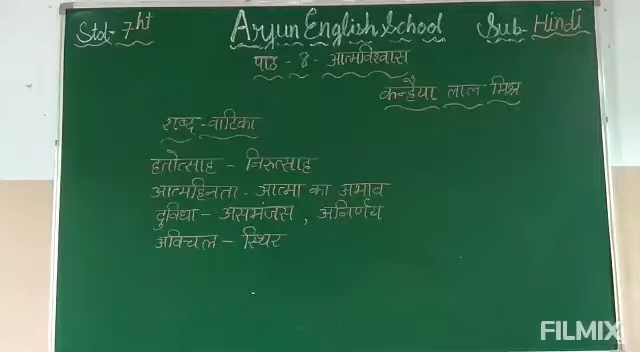 Std- 7ht Arjun English School Sub- Hindi
पाठ - 8 - आत्मविश्वास
कन्हैया लाल मिश्र
शब्द - वाटिका
हतोत्साह - निरुत्साह
आत्महिनता - आत्मा का अभाव
दुविधा - असमंजस , अनिर्णय
अविचल - स्थिर
FILMIX